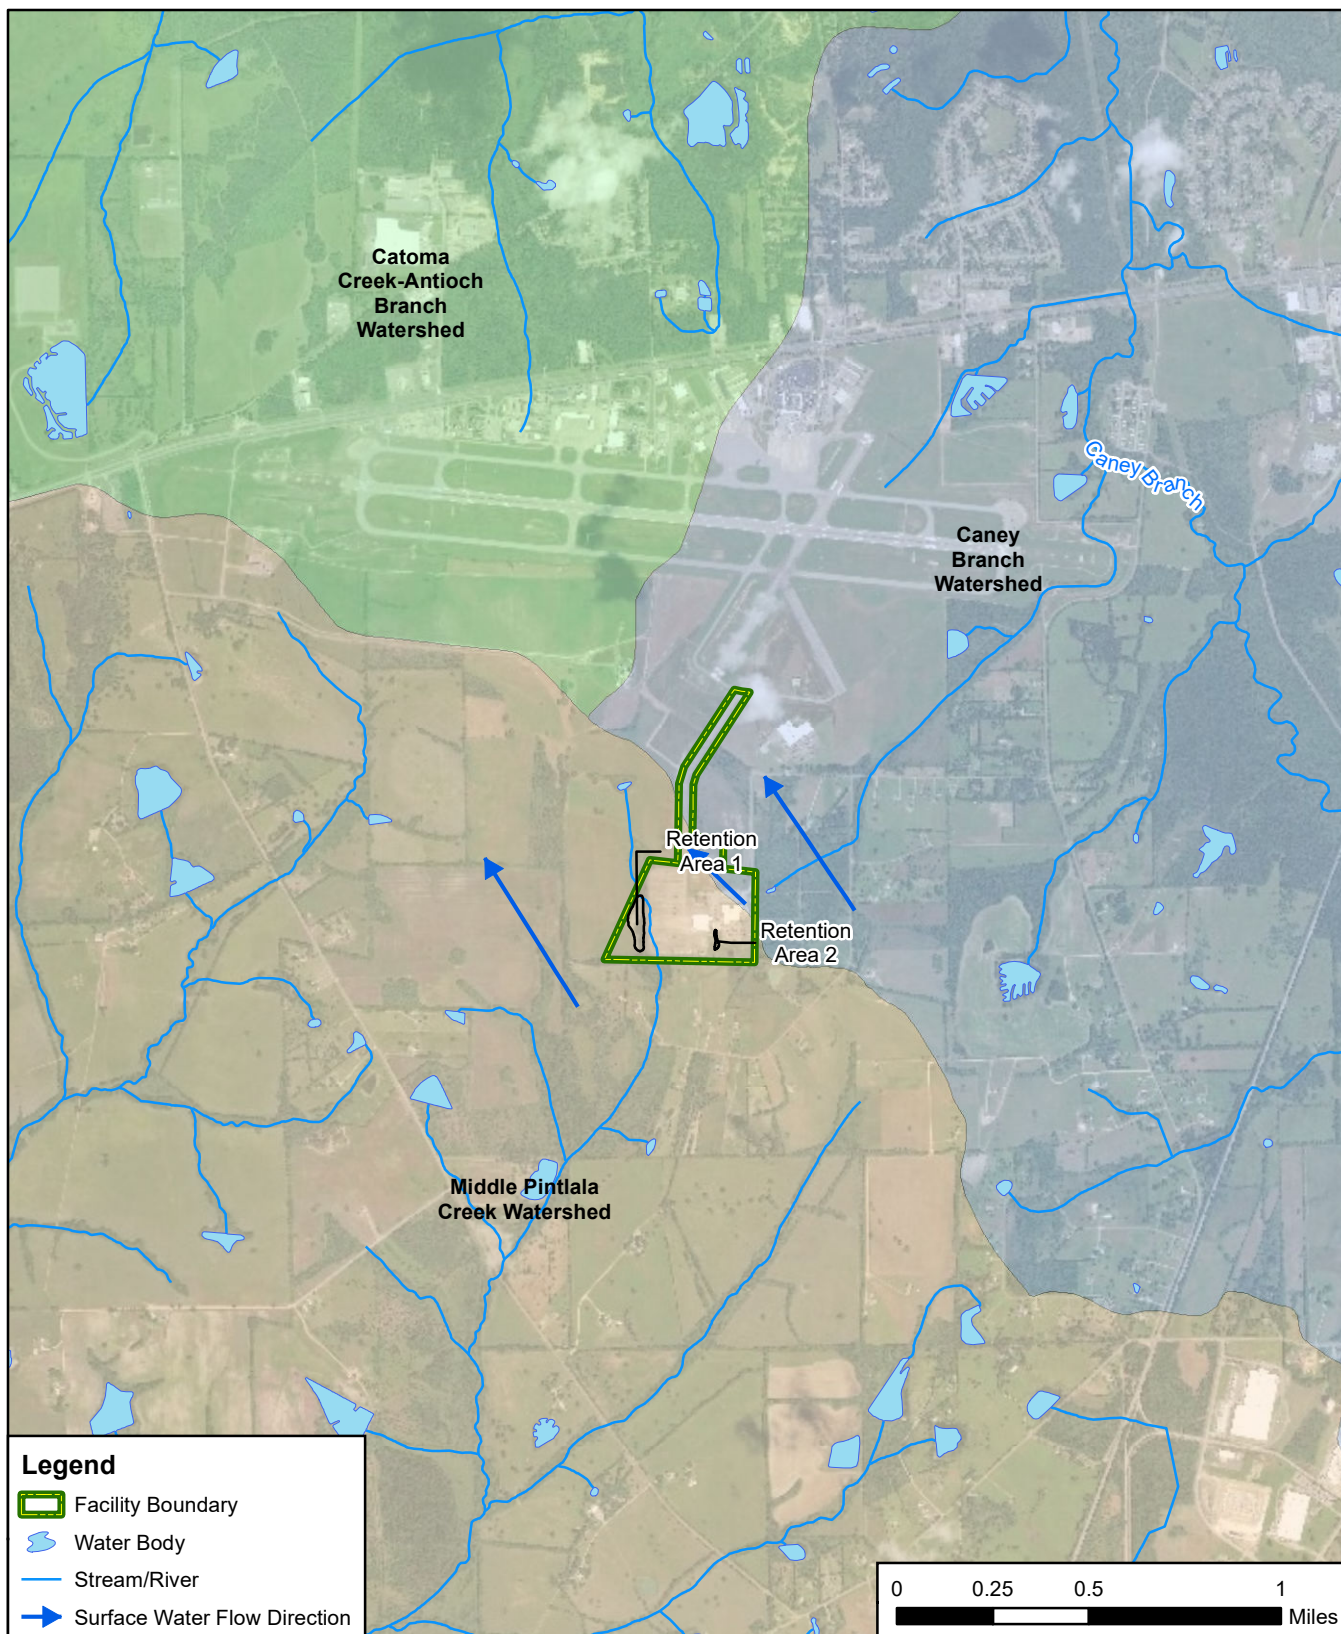 Catoma
Creek-Antioch
Branch
Watershed
Caney Branch
Caney
Branch
Watershed
Retention
Area 1
Retention
Area 2
Middle Pintlala
Creek Watershed
Legend
Facility Boundary
Water Body
Stream/River
Surface Water Flow Direction
0 0.25 0.5 1
Miles